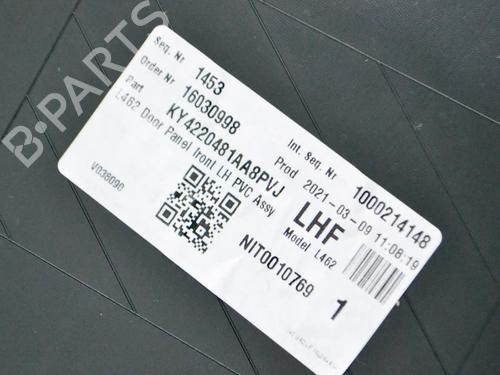 B-PARTS
Seq. Nr 1453
Order Nr 16030998
Part KY4220481AA8PVJ
L462 Door Panel front LH PVC Assy
V038090
Int. Seq. Nr 1000214148
Prod 2021-03-09 11:08:19
LHF
Model L462
NIT0010769
1